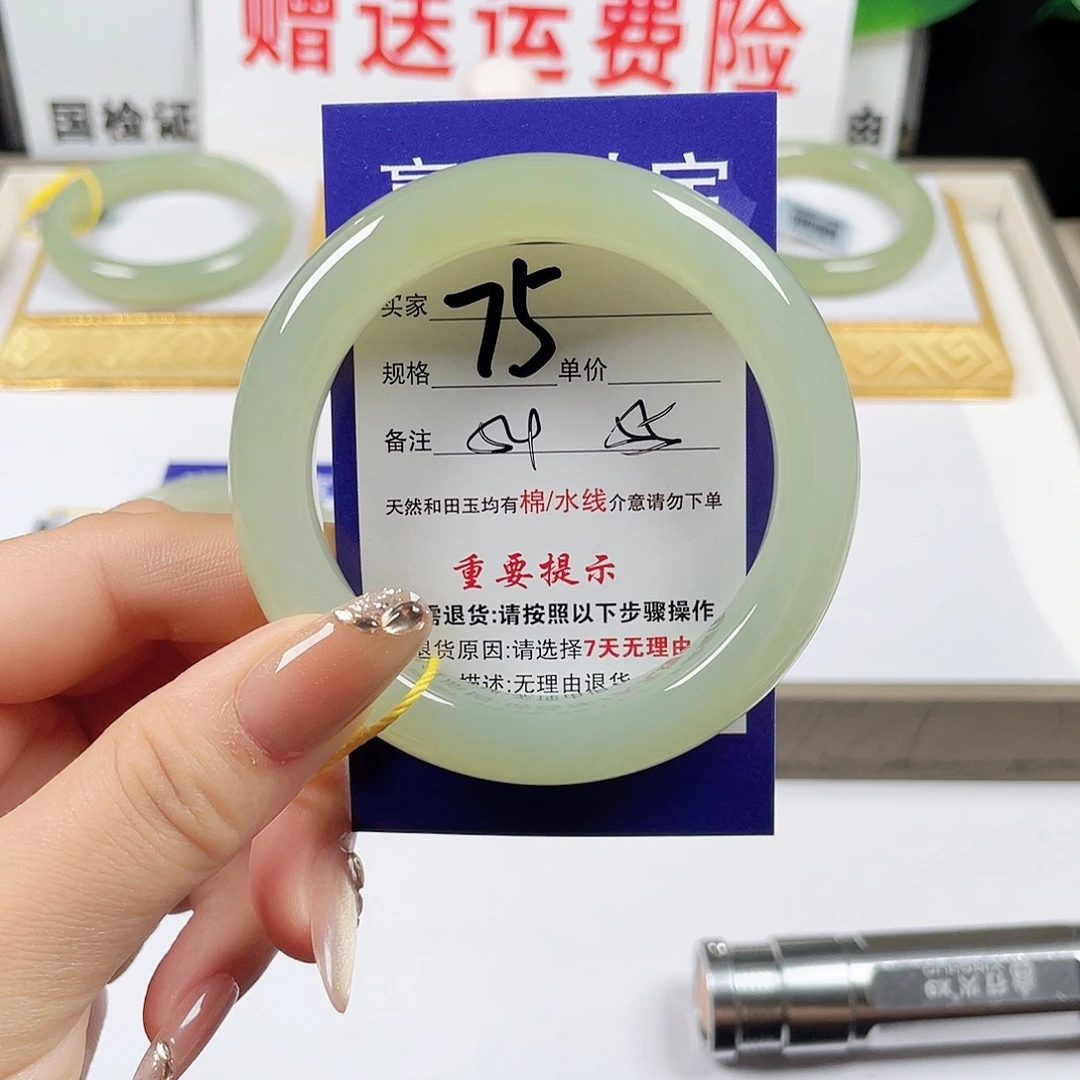 赠送运费险
国检证
由
买家 75
规格 单价
备注
天然和田玉均有棉/水线介意请勿下单
重要提示
需退货:请按照以下步骤操作
退货原因:请选择7天无理由
描述:无理由退货